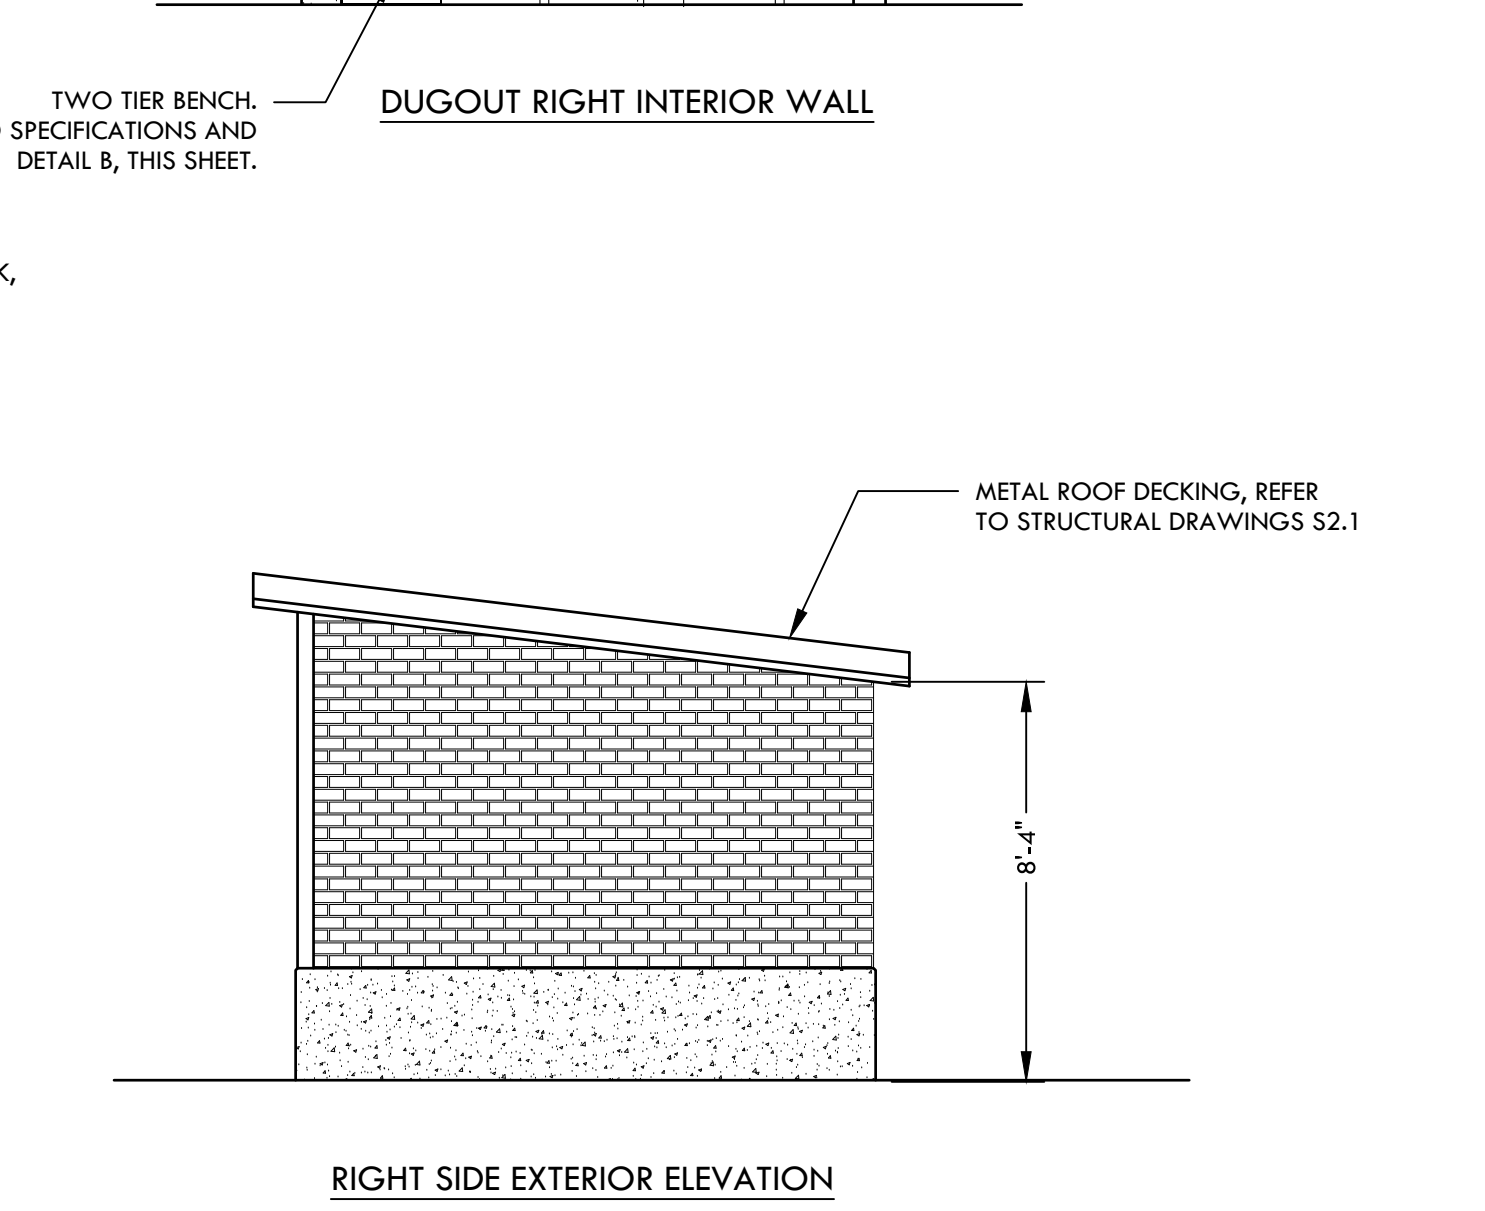 TWO TIER BENCH.
SPECIFICATIONS AND
DETAIL B, THIS SHEET.
DUGOUT RIGHT INTERIOR WALL
K,
METAL ROOF DECKING, REFER
TO STRUCTURAL DRAWINGS S2.1
8'-4"
RIGHT SIDE EXTERIOR ELEVATION